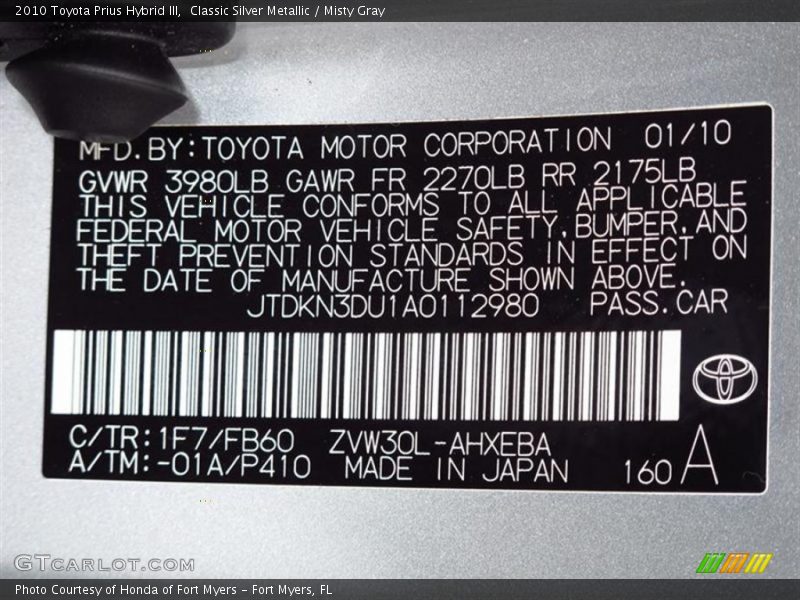 2010 Toyota Prius Hybrid III, Classic Silver Metallic / Misty Gray
MFD.BY:TOYOTA MOTOR CORPORATION 01/10
GVWR 3980LB GAWR FR 2270LB RR 2175LB
THIS VEHICLE CONFORMS TO ALL APPLICABLE
FEDERAL MOTOR VEHICLE SAFETY,BUMPER,AND
THEFT PREVENTION STANDARDS IN EFFECT ON
THE DATE OF MANUFACTURE SHOWN ABOVE.
JTDKN3DU1A0112980 PASS.CAR
C/TR:1F7/FB60 ZVW30L-AHXEBA
A/TM:-01A/P410 MADE IN JAPAN 160 A
GTCARLOT.COM
Photo Courtesy of Honda of Fort Myers - Fort Myers, FL